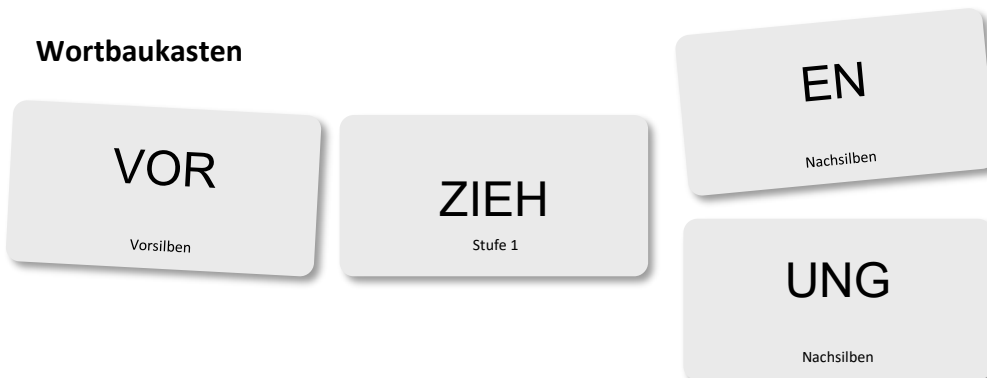 Wortbaukasten
VOR
Vorsilben
ZIEH
Stufe 1
EN
Nachsilben
UNG
Nachsilben